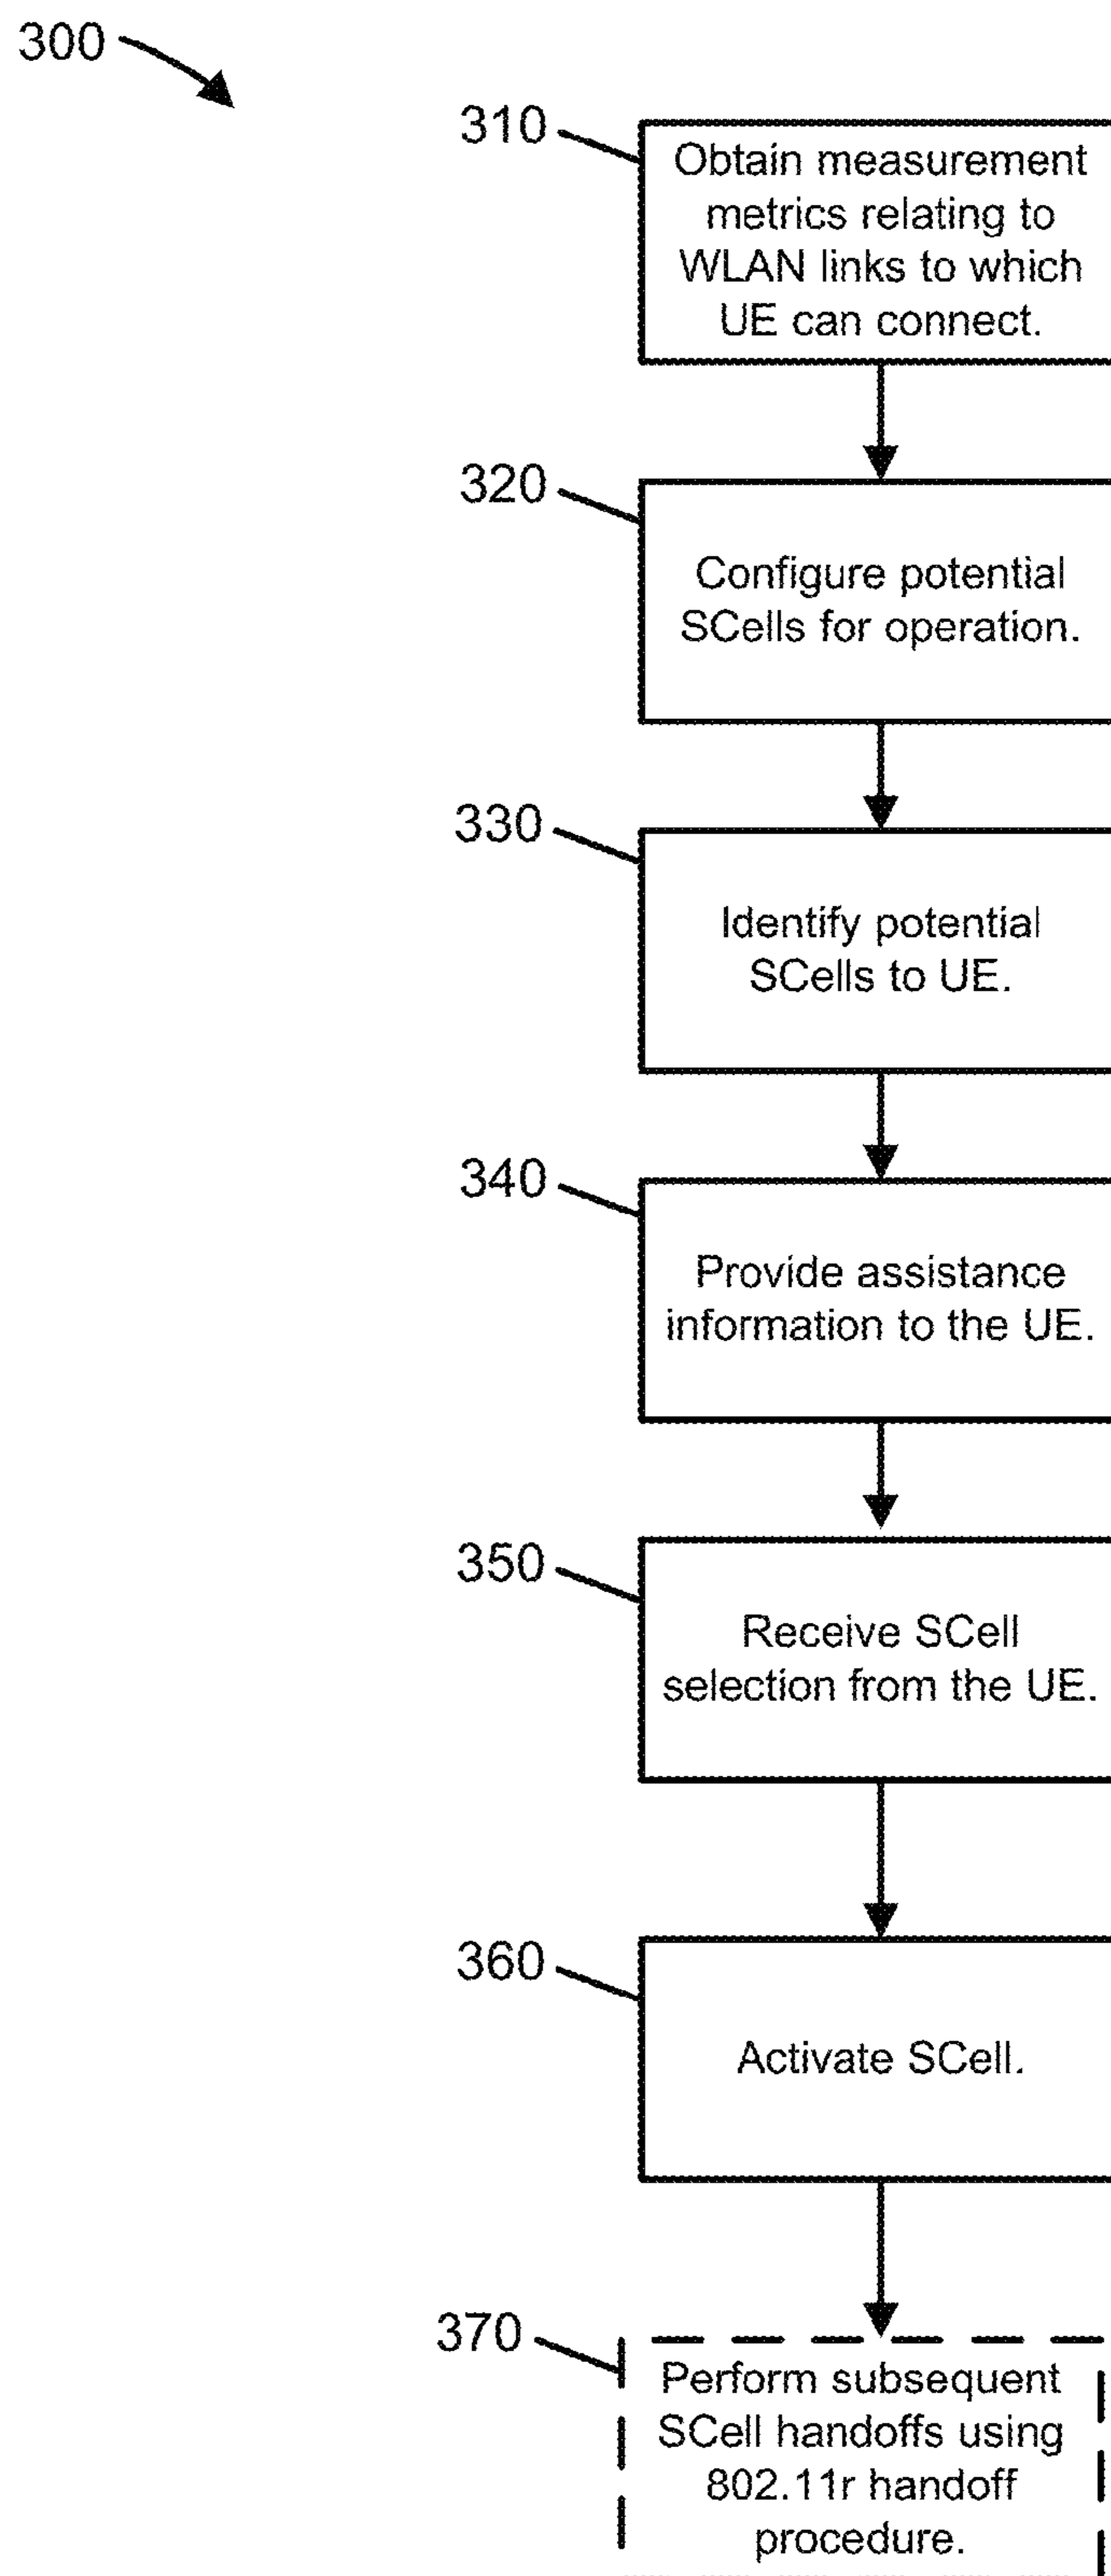 300
310
Obtain measurement
metrics relating to
WLAN links to which
UE can connect.
320
Configure potential
SCells for operation.
330
Identify potential
SCells to UE.
340
Provide assistance
information to the UE.
350
Receive SCell
selection from the UE.
360
Activate SCell.
370
Perform subsequent
SCell handoffs using
802.11r handoff
procedure.